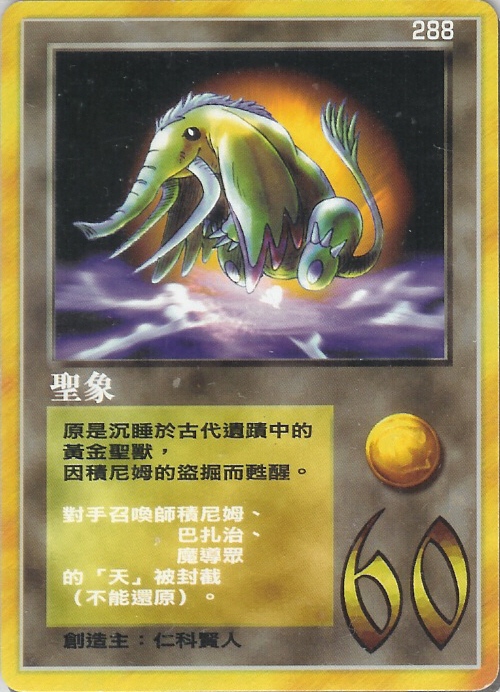 288
聖象
原是沉睡於古代遺蹟中的
黃金聖獸，
因積尼姆的盜掘而甦醒。
對手召喚師積尼姆、
巴扎治、
魔導眾
的「天」被封截
（不能還原）。
60
創造主：仁科賢人